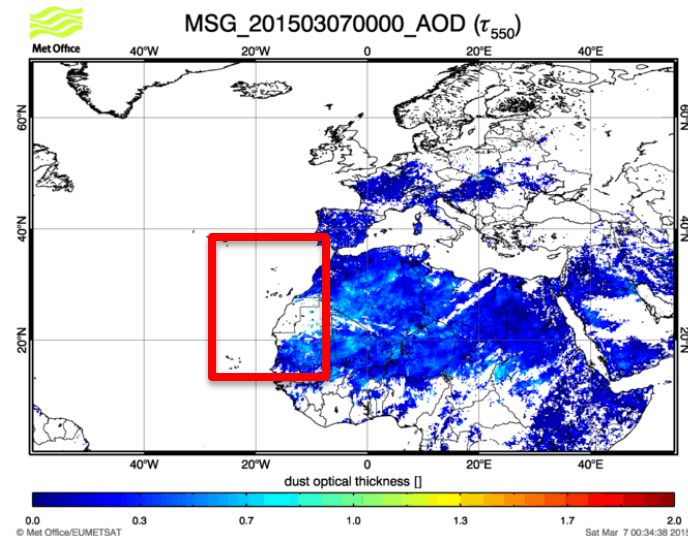 Met Office
MSG_201503070000_AOD (τ550)
40°W 20°W 0 20°E 40°E
60°N 60°N
40°N 40°N
20°N 20°N
40°W 20°W 0 20°E 40°E
dust optical thickness []
0.0 0.3 0.7 1.0 1.3 1.7 2.0
© Met Office/EUMETSAT Sat Mar 7 00:34:38 2015